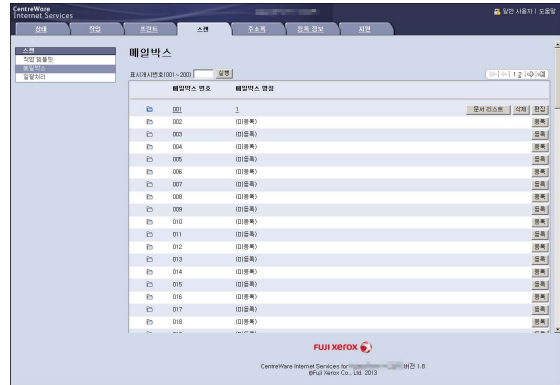 CentreWare
Internet Services
일반 사용자 | 도움말
상태
작업
프린트
스캔
주소록
등록 정보
지원
스캔
작업 템플릿
메일박스
일괄처리
메일박스
표시개시번호(001~200)
실행
1 2
메일박스 번호 메일박스 명칭
001 1 문서 리스트 삭제 편집
002 (미등록) 등록
003 (미등록) 등록
004 (미등록) 등록
005 (미등록) 등록
006 (미등록) 등록
007 (미등록) 등록
008 (미등록) 등록
009 (미등록) 등록
010 (미등록) 등록
011 (미등록) 등록
012 (미등록) 등록
013 (미등록) 등록
014 (미등록) 등록
015 (미등록) 등록
016 (미등록) 등록
017 (미등록) 등록
018 (미등록) 등록
FUJI XEROX
CentreWare Internet Services for 버전 1.8
©Fuji Xerox Co., Ltd. 2013